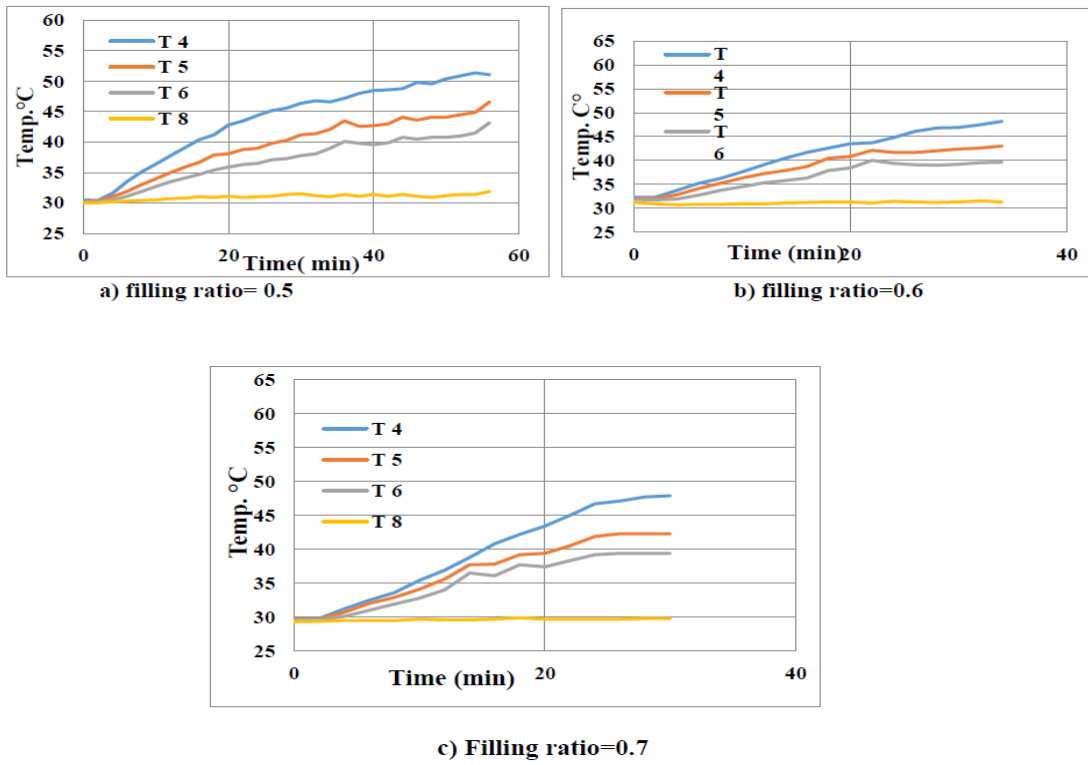 60
55
50
45
40
35
30
25
Temp.°C
T 4
T 5
T 6
T 8
0
20
40
60
Time( min)
a) filling ratio= 0.5
65
60
55
50
45
40
35
30
25
Temp. C°
T
4
T
5
T
6
0
20
40
Time (min)
b) filling ratio=0.6
65
60
55
50
45
40
35
30
25
Temp. °C
T 4
T 5
T 6
T 8
0
20
40
Time (min)
c) Filling ratio=0.7